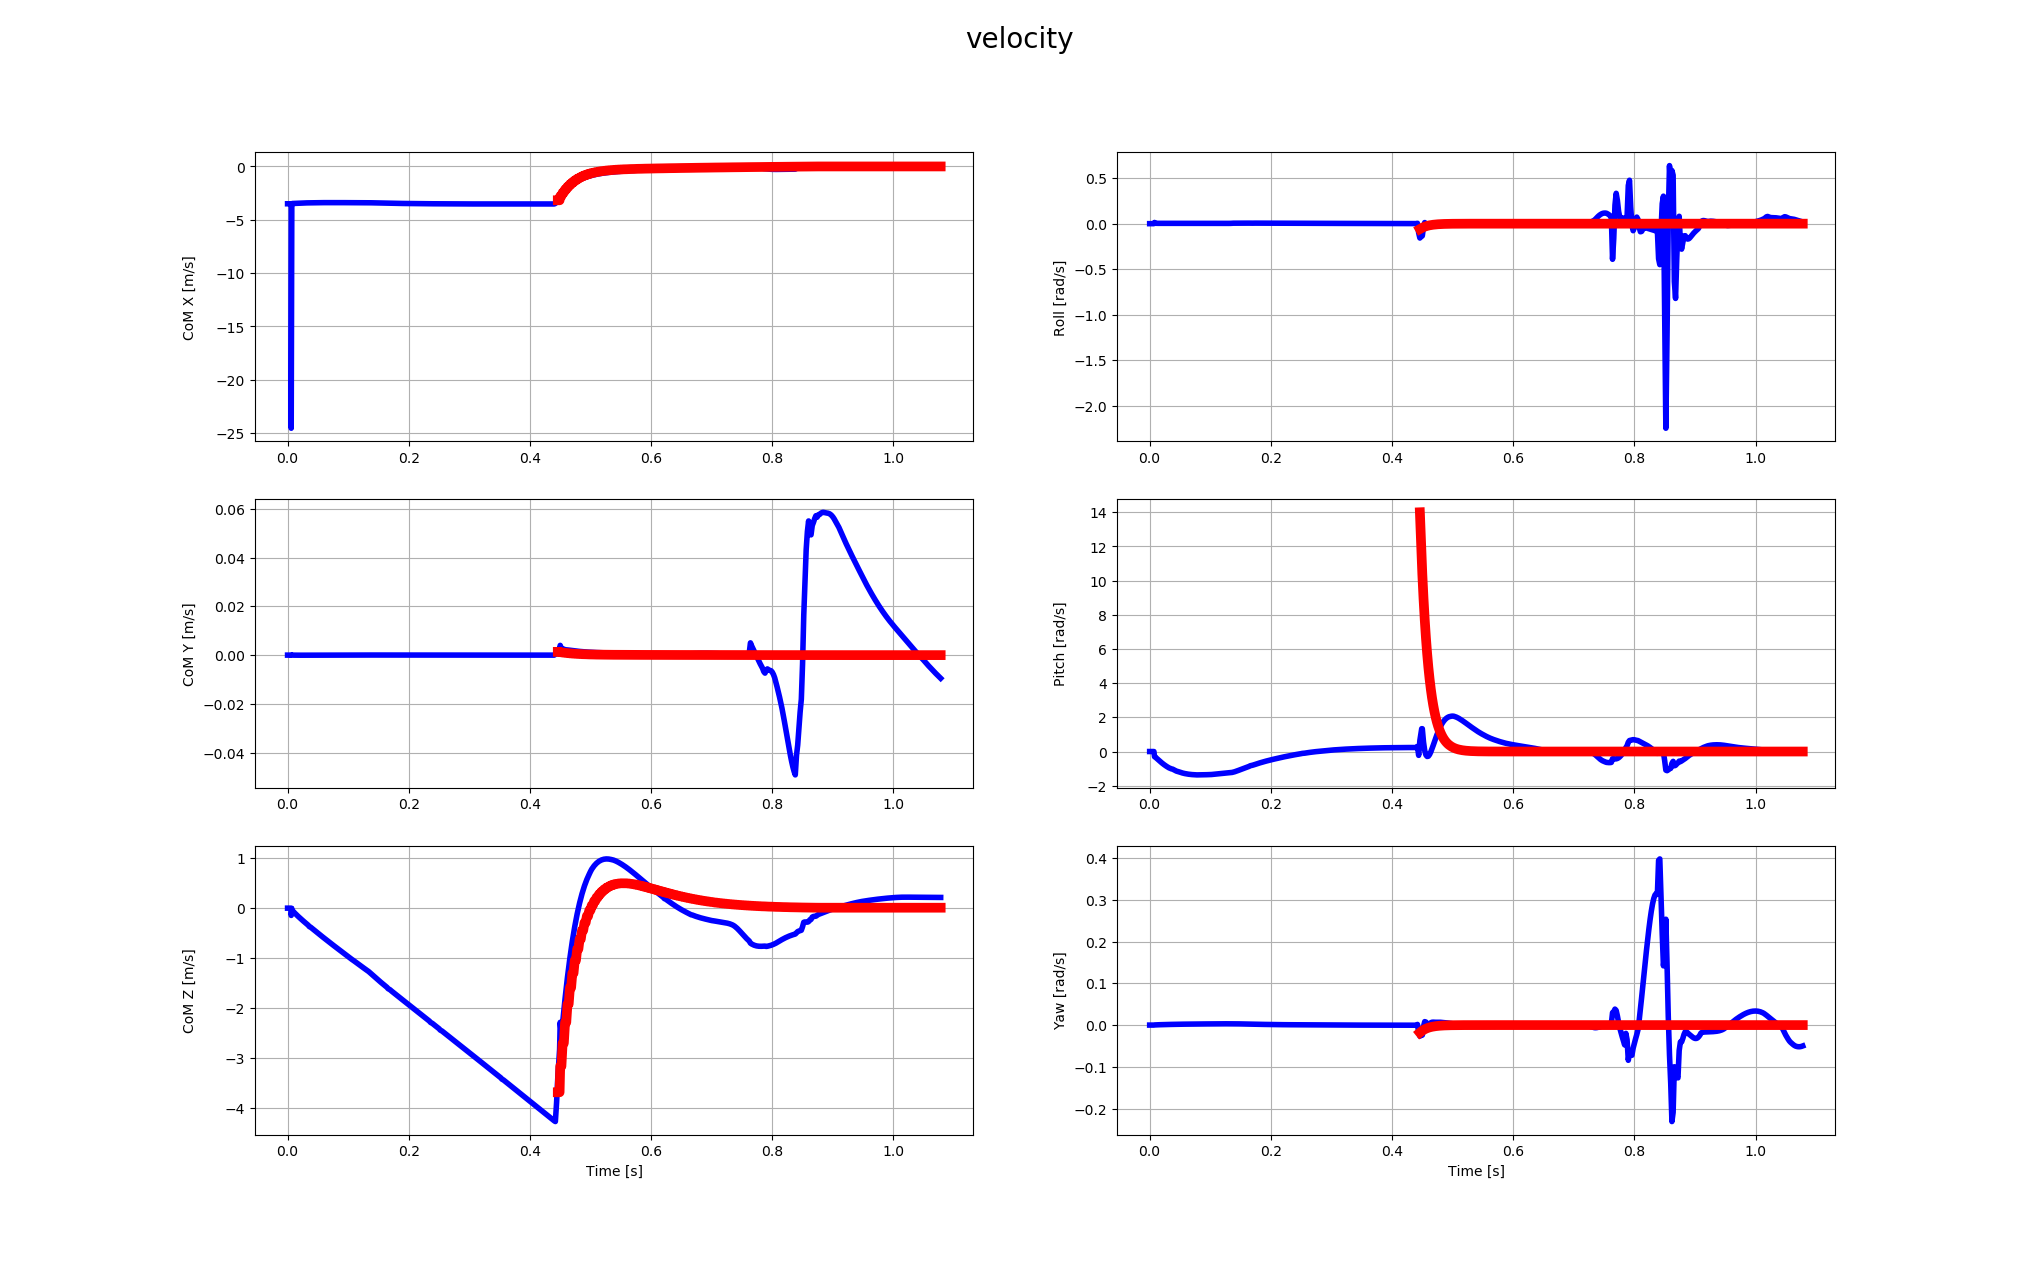 velocity
CoM X [m/s]
0
−5
−10
−15
−20
−25
0.0 0.2 0.4 0.6 0.8 1.0
Roll [rad/s]
0.5
0.0
−0.5
−1.0
−1.5
−2.0
0.0 0.2 0.4 0.6 0.8 1.0
CoM Y [m/s]
0.06
0.04
0.02
0.00
−0.02
−0.04
0.0 0.2 0.4 0.6 0.8 1.0
Pitch [rad/s]
14
12
10
8
6
4
2
0
−2
0.0 0.2 0.4 0.6 0.8 1.0
CoM Z [m/s]
1
0
−1
−2
−3
−4
0.0 0.2 0.4 0.6 0.8 1.0
Time [s]
Yaw [rad/s]
0.4
0.3
0.2
0.1
0.0
−0.1
−0.2
0.0 0.2 0.4 0.6 0.8 1.0
Time [s]